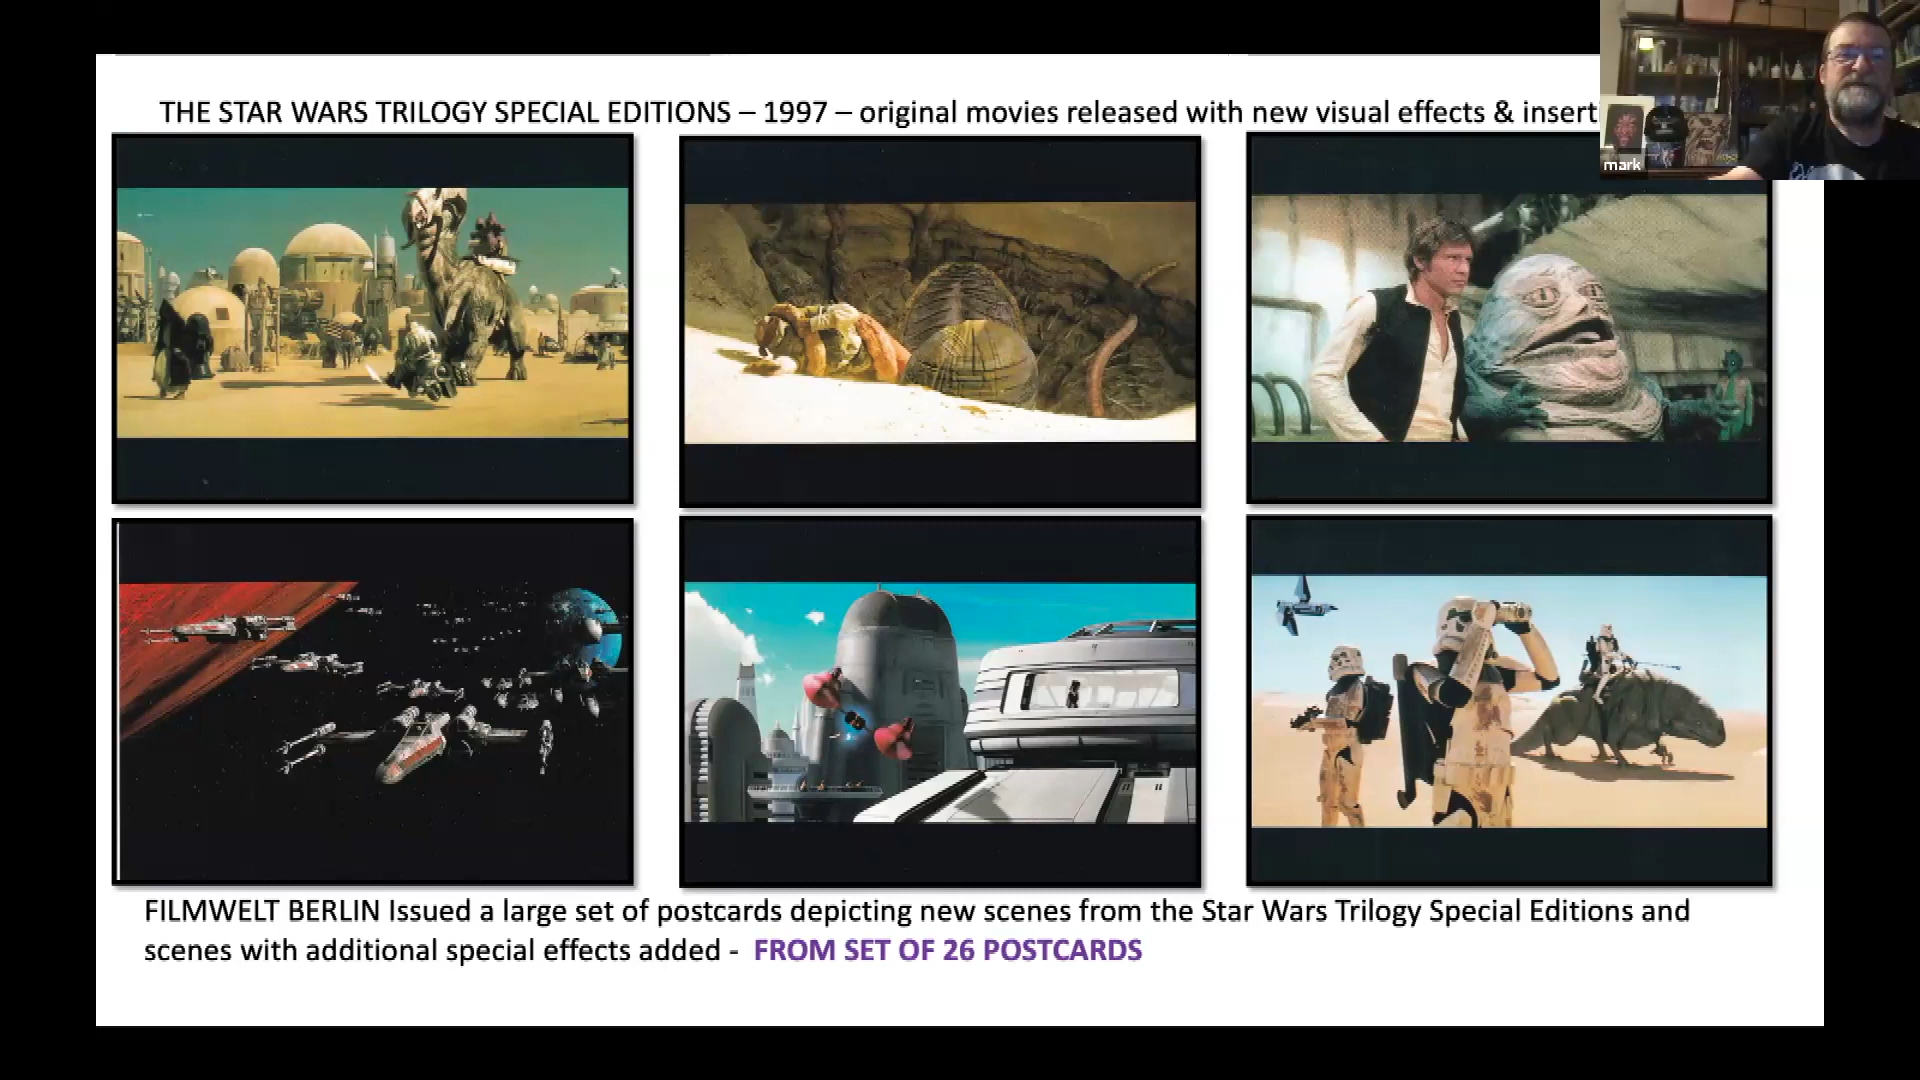 THE STAR WARS TRILOGY SPECIAL EDITIONS – 1997 – original movies released with new visual effects & insert
mark
FILMWELT BERLIN Issued a large set of postcards depicting new scenes from the Star Wars Trilogy Special Editions and
scenes with additional special effects added - FROM SET OF 26 POSTCARDS